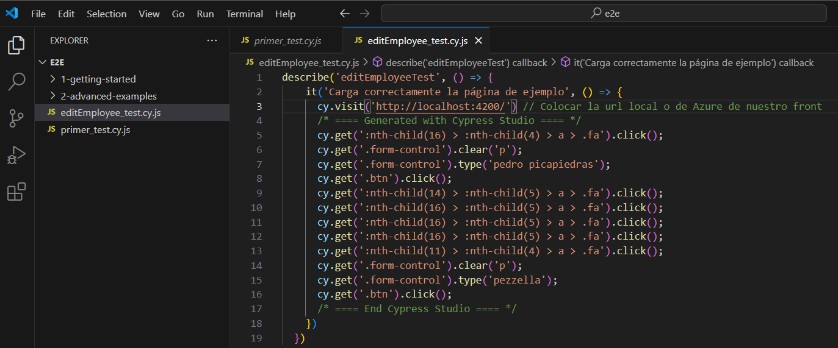 File Edit Selection View Go Run Terminal Help
e2e
EXPLORER
E2E
1-getting-started
2-advanced-examples
editEmployee_test.cy.js
primer_test.cy.js
JS primer_test.cy.js JS editEmployee_test.cy.js
JS editEmployee_test.cy.js > describe('editEmployeeTest') callback > it('Carga correctamente la página de ejemplo') callback
1 describe('editEmployeeTest', () => {
2 it('Carga correctamente la página de ejemplo', () => {
3 cy.visit('http://localhost:4200/') // Colocar la url local o de Azure de nuestro front
4 /* ==== Generated with Cypress Studio ==== */
5 cy.get(':nth-child(16) > :nth-child(4) > a > .fa').click();
6 cy.get('.form-control').clear('p');
7 cy.get('.form-control').type('pedro picapiedras');
8 cy.get('.btn').click();
9 cy.get(':nth-child(14) > :nth-child(5) > a > .fa').click();
10 cy.get(':nth-child(16) > :nth-child(5) > a > .fa').click();
11 cy.get(':nth-child(16) > :nth-child(5) > a > .fa').click();
12 cy.get(':nth-child(16) > :nth-child(5) > a > .fa').click();
13 cy.get(':nth-child(11) > :nth-child(4) > a > .fa').click();
14 cy.get('.form-control').clear('p');
15 cy.get('.form-control').type('pezzella');
16 cy.get('.btn').click();
17 /* ==== End Cypress Studio ==== */
18 })
19 })